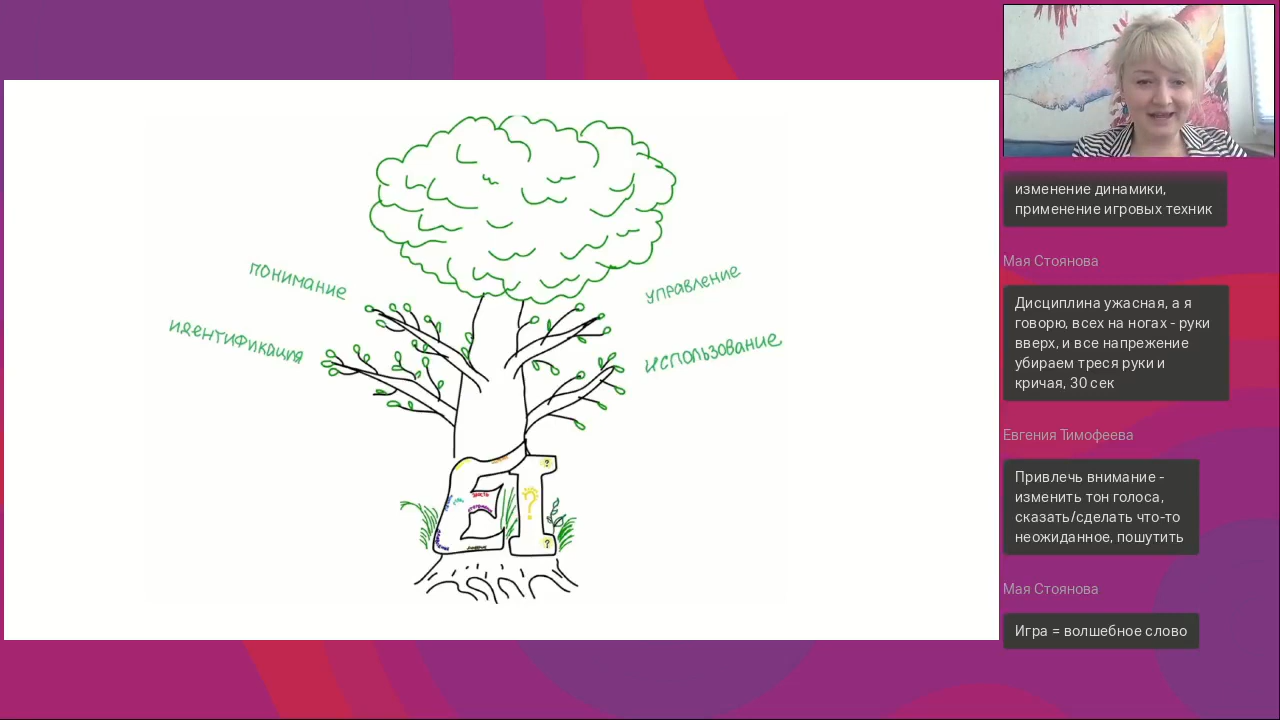 понимание
идентификация
управление
использование
EI
?
?
?
изменение динамики,
применение игровых техник
Мая Стоянова
Дисциплина ужасная, а я
говорю, всех на ногах - руки
вверх, и все напрежение
убираем треся руки и
кричая, 30 сек
Евгения Тимофеева
Привлечь внимание -
изменить тон голоса,
сказать/сделать что-то
неожиданное, пошутить
Мая Стоянова
Игра = волшебное слово